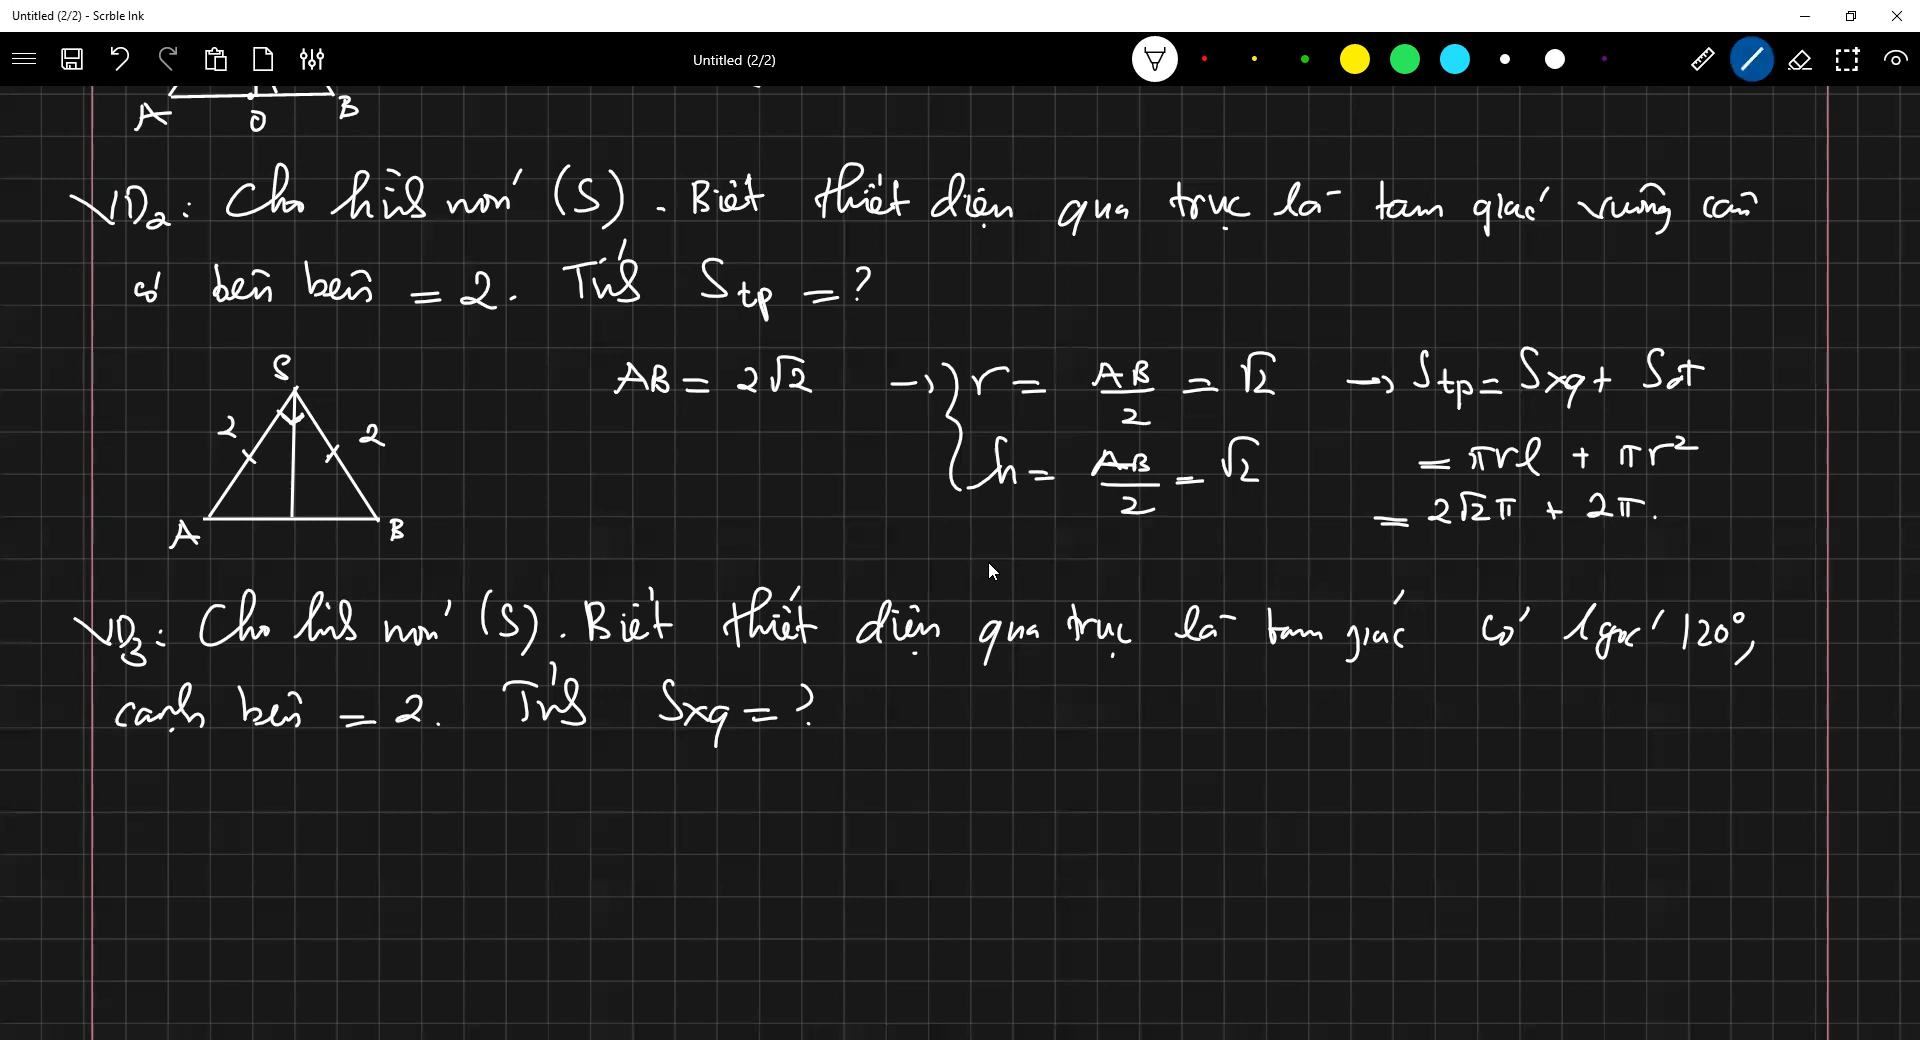 Untitled (2/2) - Scrble Ink
Untitled (2/2)
A O B
VD2: Cho hình nón (S). Biết thiết diện qua trục là tam giác vuông cân
có bên bên = 2. Tính Stp = ?
S
2 2
A B
AB = 2√2 → { r = AB/2 = √2 → Stp = Sxq + Sđt
h = AB/2 = √2 = πrl + πr²
= 2√2π + 2π.
VD3: Cho hình nón (S). Biết thiết diện qua trục là tam giác có 1 góc 120°,
cạnh bên = 2. Tính Sxq = ?